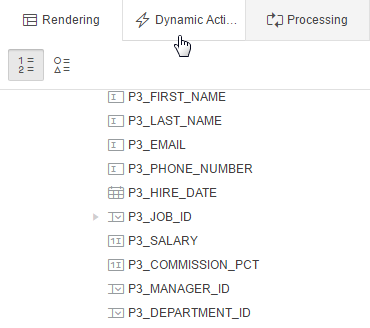 Rendering Dynamic Acti... Processing
P3_FIRST_NAME
P3_LAST_NAME
P3_EMAIL
P3_PHONE_NUMBER
P3_HIRE_DATE
P3_JOB_ID
P3_SALARY
P3_COMMISSION_PCT
P3_MANAGER_ID
P3_DEPARTMENT_ID